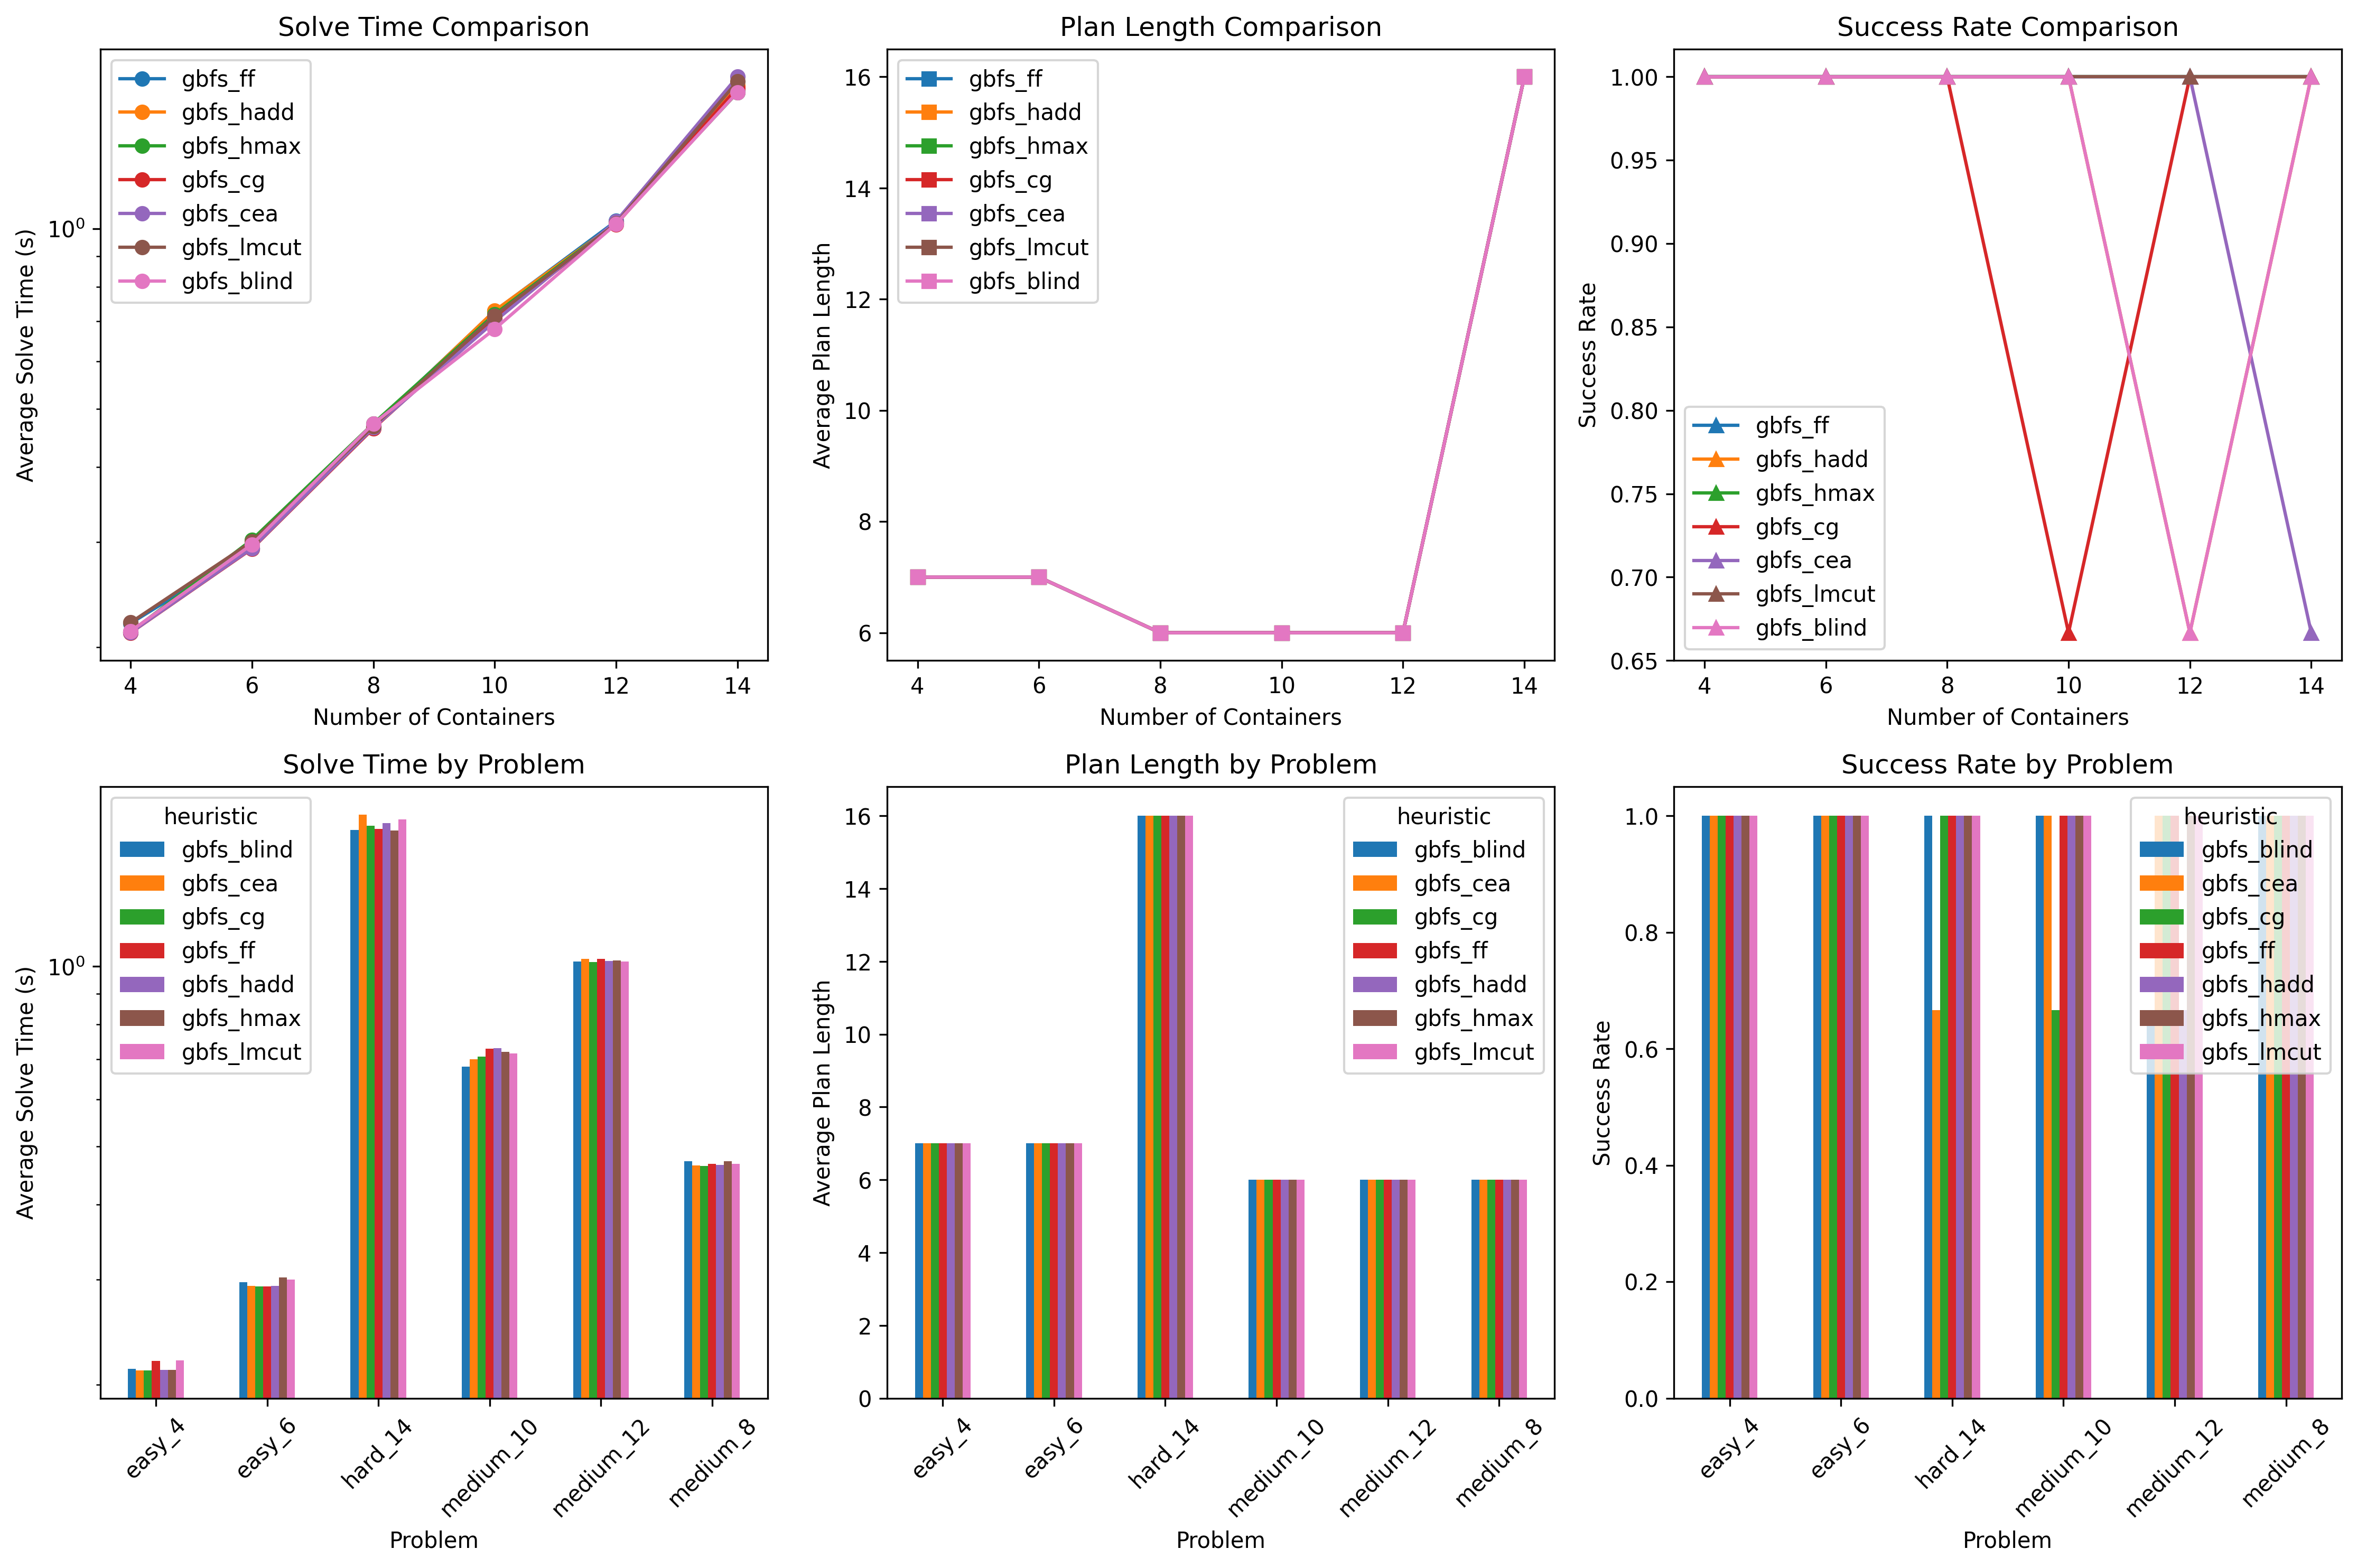 Solve Time Comparison
Average Solve Time (s)
10^0
gbfs_ff
gbfs_hadd
gbfs_hmax
gbfs_cg
gbfs_cea
gbfs_lmcut
gbfs_blind
4 6 8 10 12 14
Number of Containers
Plan Length Comparison
Average Plan Length
16
14
12
10
8
6
gbfs_ff
gbfs_hadd
gbfs_hmax
gbfs_cg
gbfs_cea
gbfs_lmcut
gbfs_blind
4 6 8 10 12 14
Number of Containers
Success Rate Comparison
Success Rate
1.00
0.95
0.90
0.85
0.80
0.75
0.70
0.65
gbfs_ff
gbfs_hadd
gbfs_hmax
gbfs_cg
gbfs_cea
gbfs_lmcut
gbfs_blind
4 6 8 10 12 14
Number of Containers
Solve Time by Problem
Average Solve Time (s)
10^0
heuristic
gbfs_blind
gbfs_cea
gbfs_cg
gbfs_ff
gbfs_hadd
gbfs_hmax
gbfs_lmcut
easy_4 easy_6 hard_14 medium_10 medium_12 medium_8
Problem
Plan Length by Problem
Average Plan Length
16
14
12
10
8
6
4
2
0
heuristic
gbfs_blind
gbfs_cea
gbfs_cg
gbfs_ff
gbfs_hadd
gbfs_hmax
gbfs_lmcut
easy_4 easy_6 hard_14 medium_10 medium_12 medium_8
Problem
Success Rate by Problem
Success Rate
1.0
0.8
0.6
0.4
0.2
0.0
heuristic
gbfs_blind
gbfs_cea
gbfs_cg
gbfs_ff
gbfs_hadd
gbfs_hmax
gbfs_lmcut
easy_4 easy_6 hard_14 medium_10 medium_12 medium_8
Problem